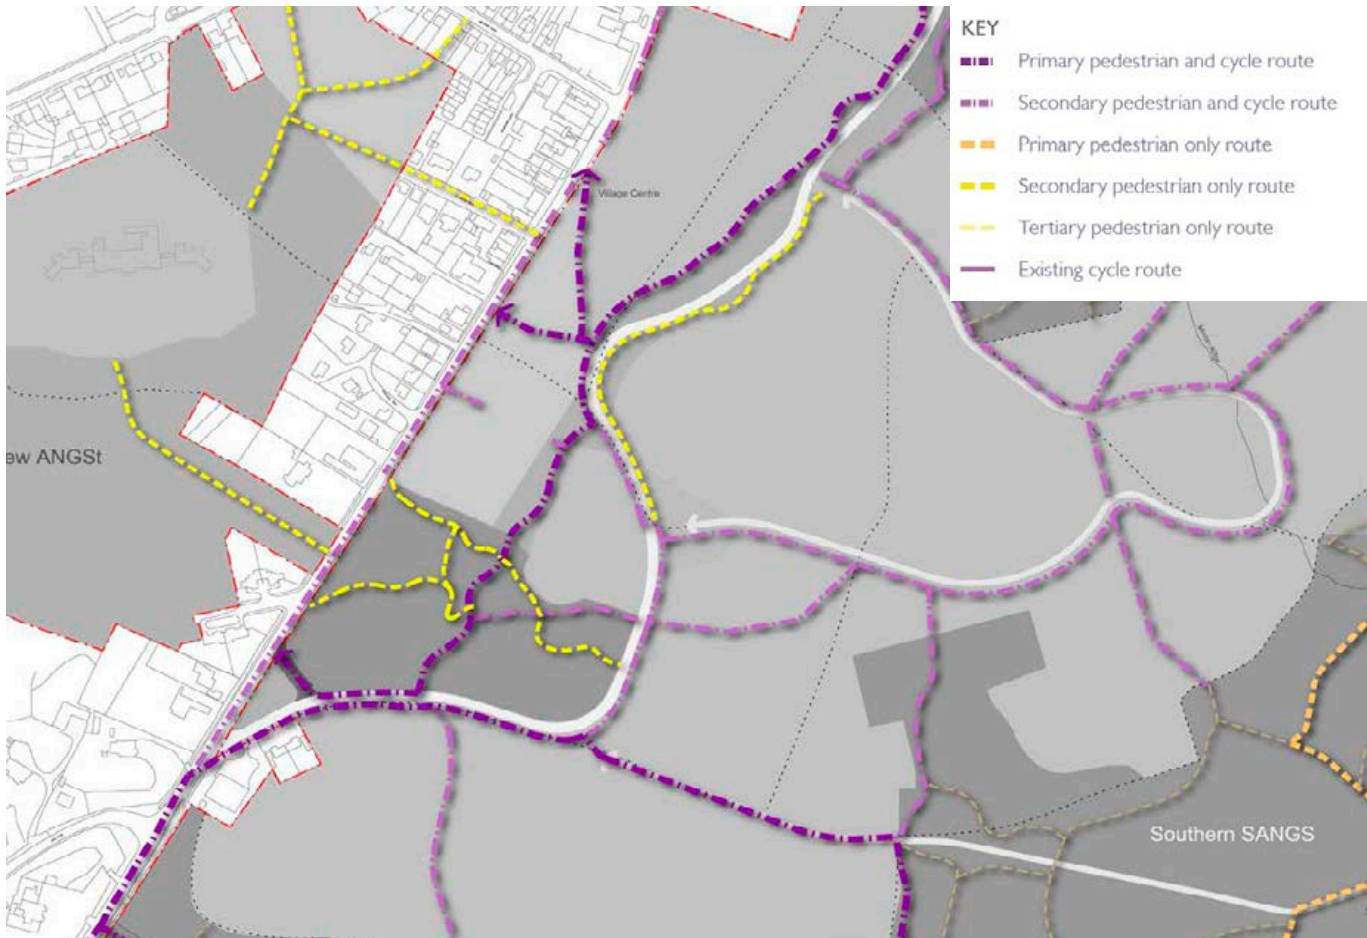 KEY
Primary pedestrian and cycle route
Secondary pedestrian and cycle route
Primary pedestrian only route
Secondary pedestrian only route
Tertiary pedestrian only route
Existing cycle route
Village Centre
ew ANGSt
Southern SANGS